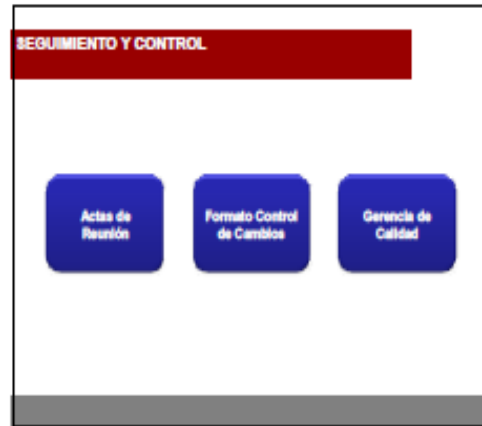 SEGUIMIENTO Y CONTROL
Actas de
Reunión
Formato Control
de Cambios
Gerencia de
Calidad